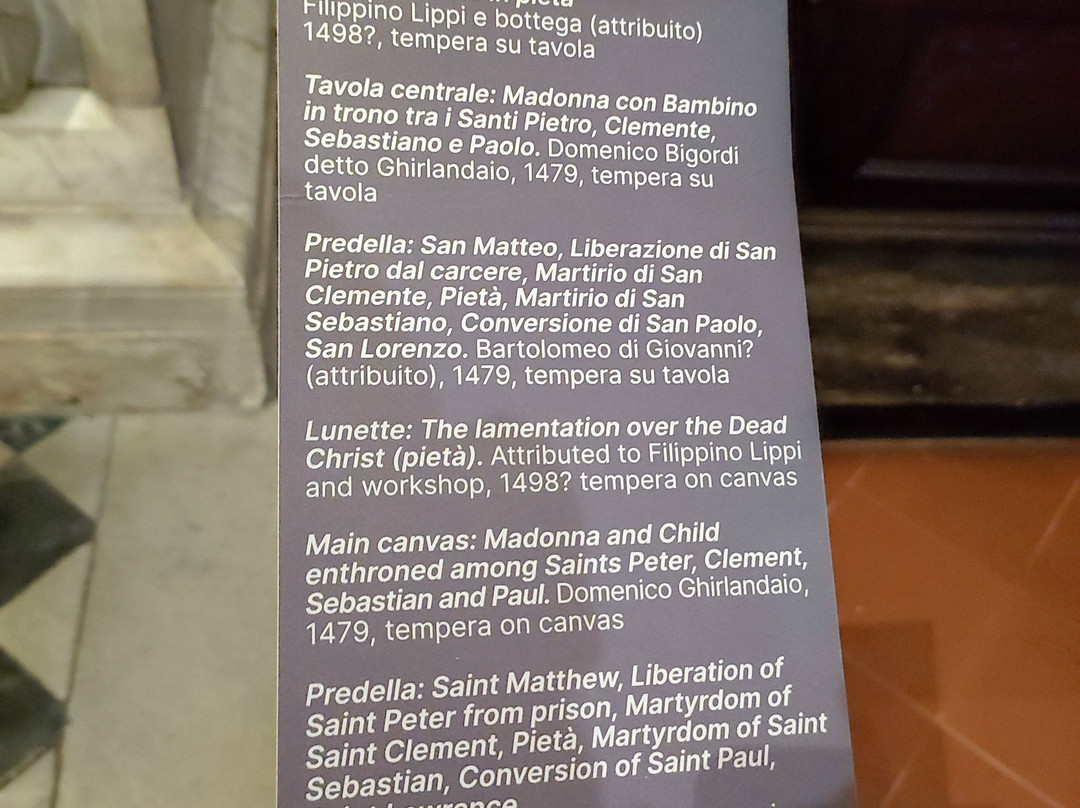 pietà
Filippino Lippi e bottega (attribuito)
1498?, tempera su tavola
Tavola centrale: Madonna con Bambino
in trono tra i Santi Pietro, Clemente,
Sebastiano e Paolo. Domenico Bigordi
detto Ghirlandaio, 1479, tempera su
tavola
Predella: San Matteo, Liberazione di San
Pietro dal carcere, Martirio di San
Clemente, Pietà, Martirio di San
Sebastiano, Conversione di San Paolo,
San Lorenzo. Bartolomeo di Giovanni?
(attribuito), 1479, tempera su tavola
Lunette: The lamentation over the Dead
Christ (pietà). Attributed to Filippino Lippi
and workshop, 1498? tempera on canvas
Main canvas: Madonna and Child
enthroned among Saints Peter, Clement,
Sebastian and Paul. Domenico Ghirlandaio,
1479, tempera on canvas
Predella: Saint Matthew, Liberation of
Saint Peter from prison, Martyrdom of
Saint Clement, Pietà, Martyrdom of Saint
Sebastian, Conversion of Saint Paul,